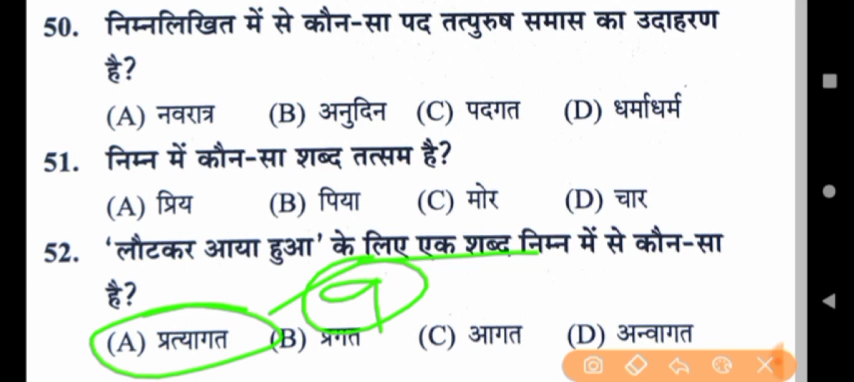 50. निम्नलिखित में से कौन-सा पद तत्पुरुष समास का उदाहरण
है?
(A) नवरात्र (B) अनुदिन (C) पदगत (D) धर्माधर्म
51. निम्न में कौन-सा शब्द तत्सम है?
(A) प्रिय (B) पिया (C) मोर (D) चार
52. ‘लौटकर आया हुआ’ के लिए एक शब्द निम्न में से कौन-सा
है?
(A) प्रत्यागत (B) प्रगत (C) आगत (D) अन्वागत